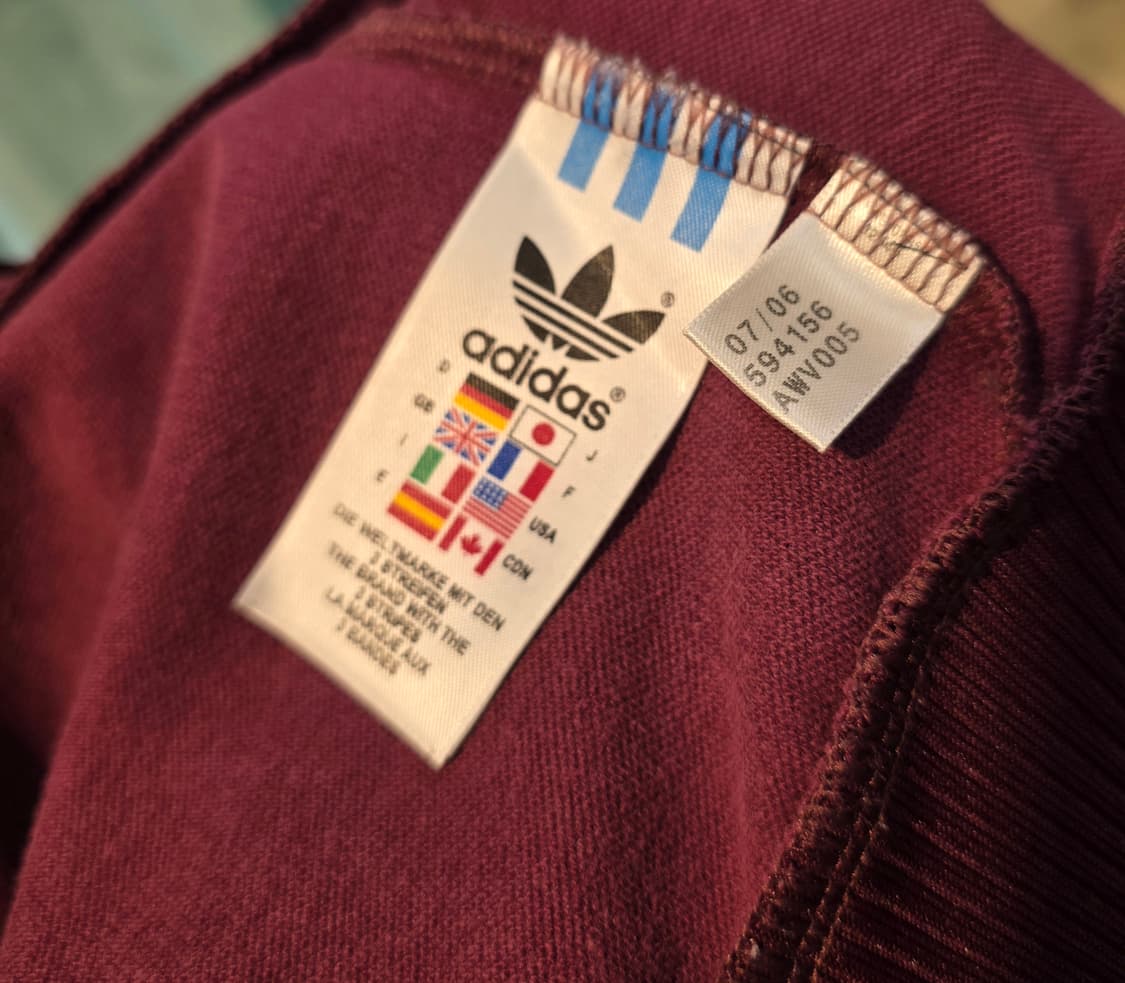 ®
adidas®
D
GB
J
I
F
E
USA
CDN
DIE WELTMARKE MIT DEN
3 STREIFEN
THE BRAND WITH THE
3 STRIPES
LA MARQUE AUX
3 BANDES
07/06
594156
AWV005